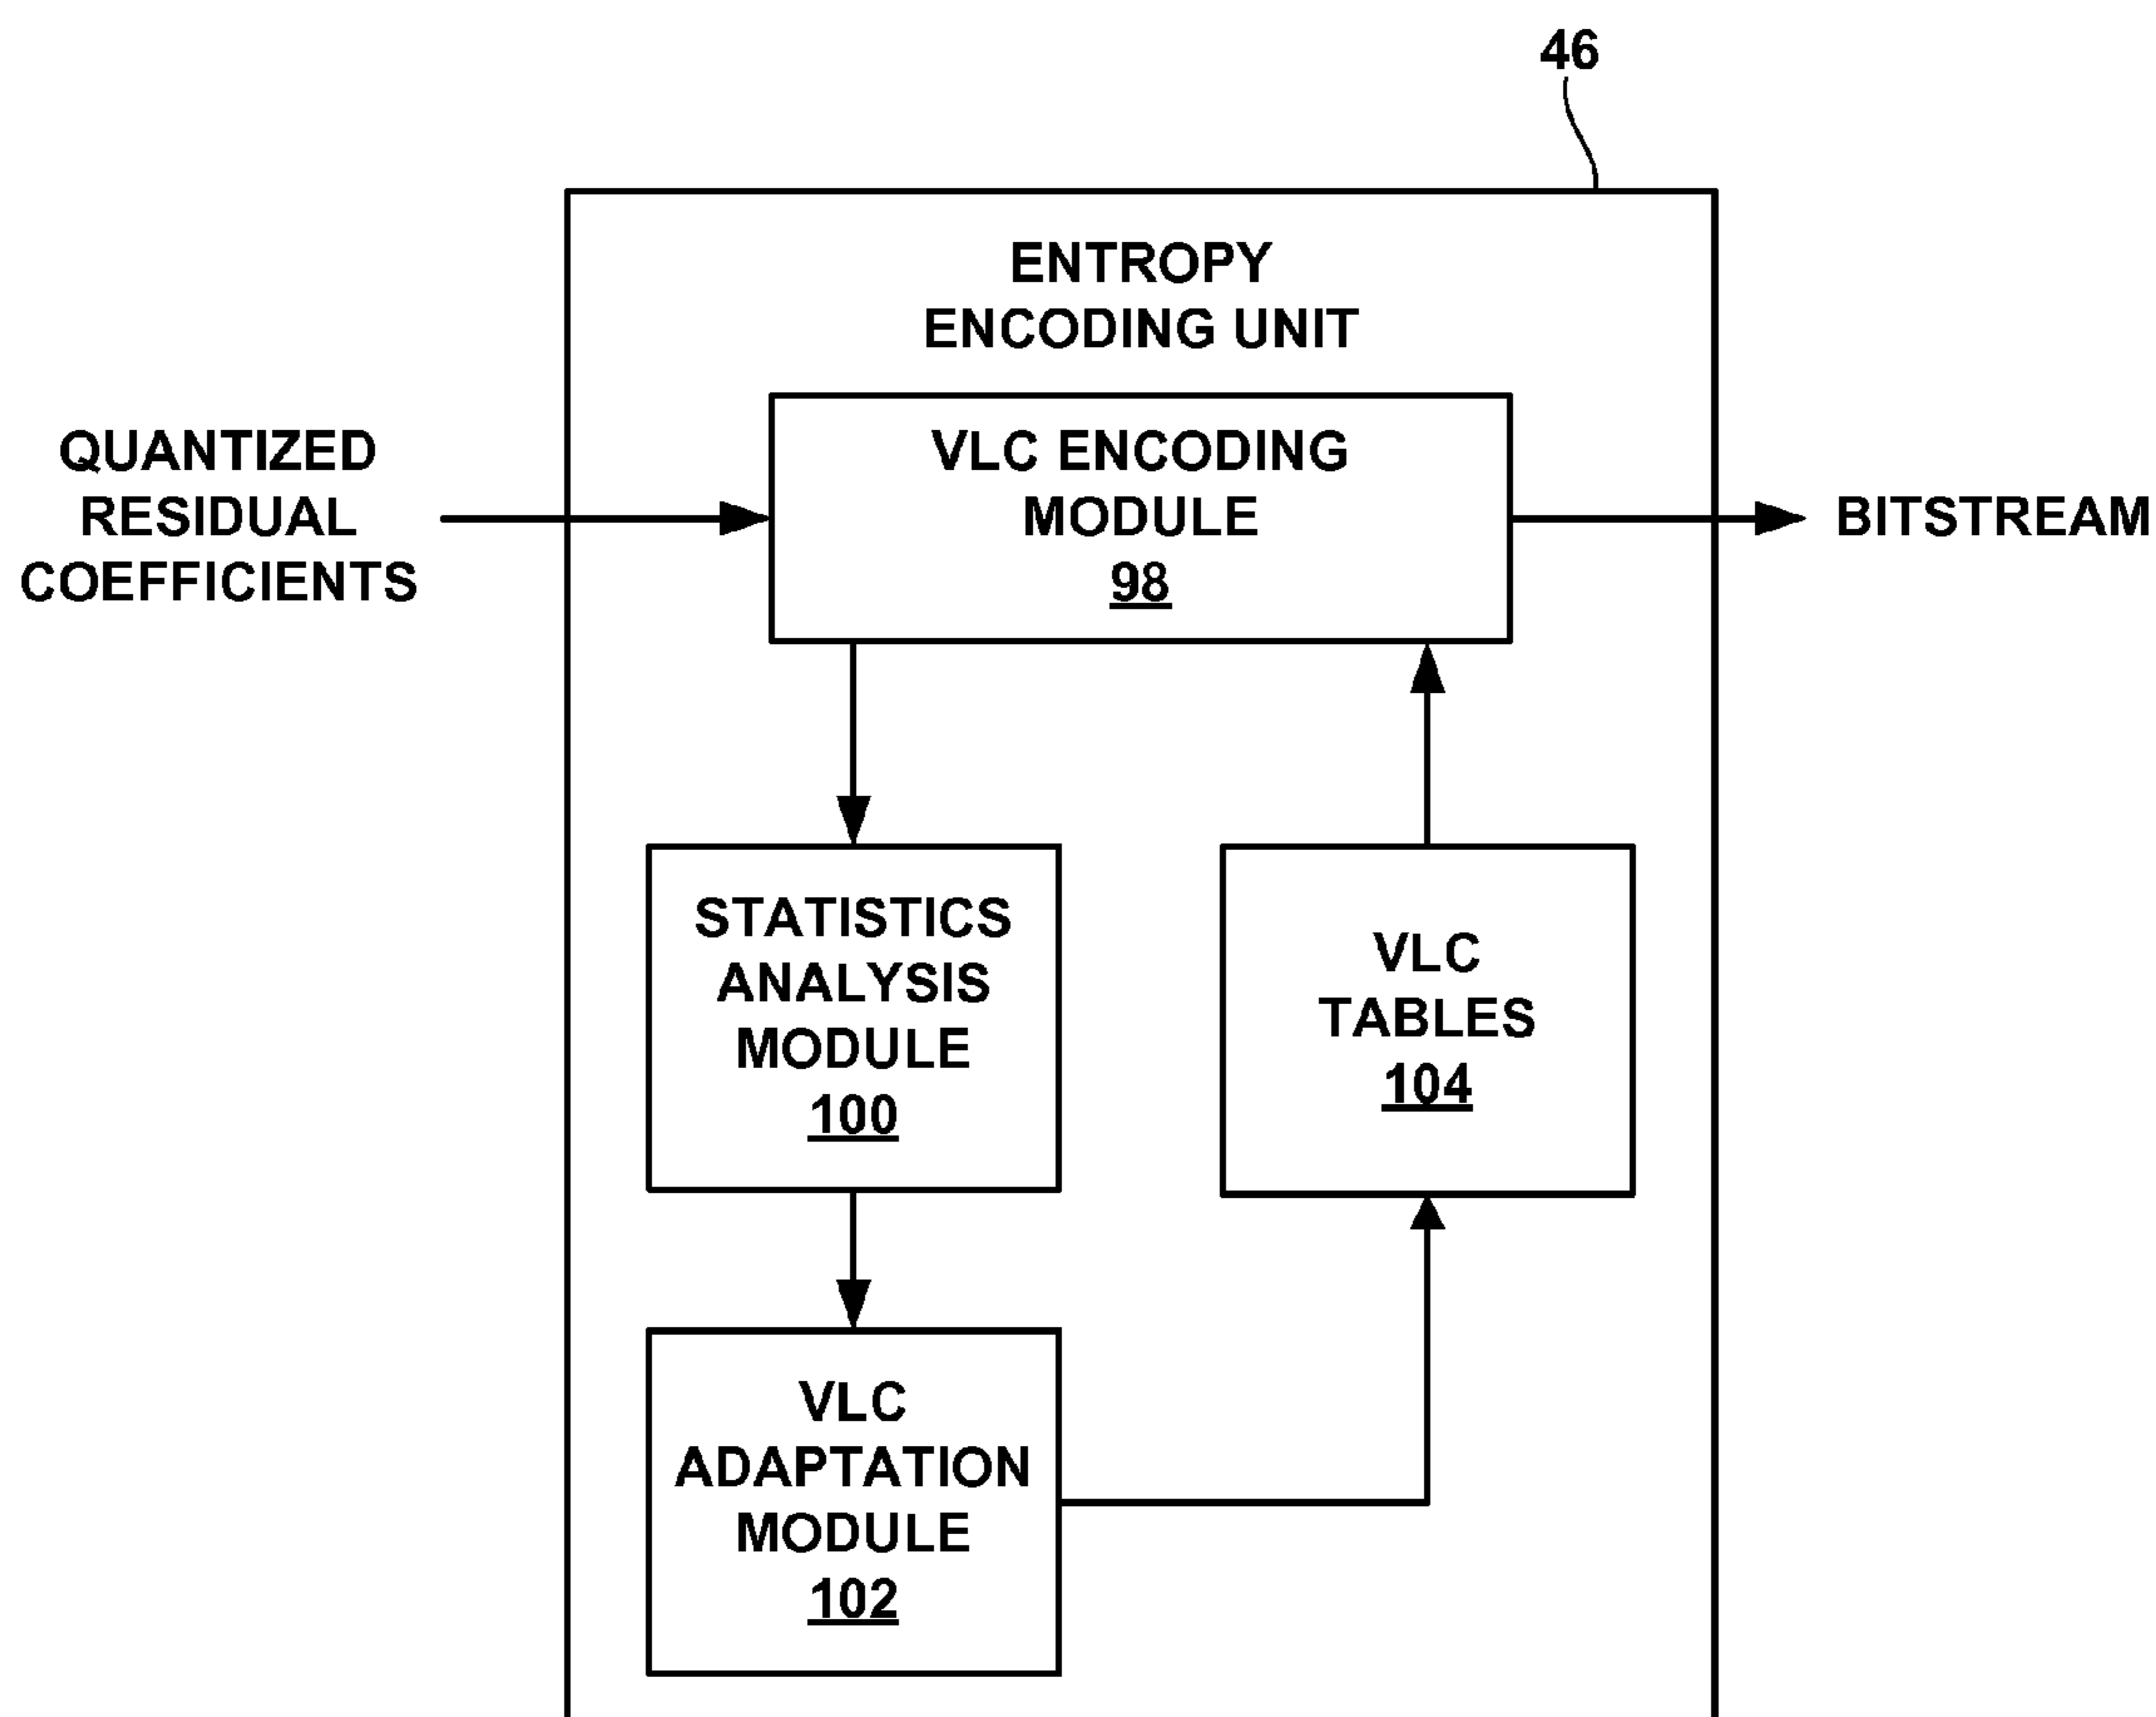 46
ENTROPY
ENCODING UNIT
QUANTIZED
RESIDUAL
COEFFICIENTS
VLC ENCODING
MODULE
98
BITSTREAM
STATISTICS
ANALYSIS
MODULE
100
VLC
TABLES
104
VLC
ADAPTATION
MODULE
102